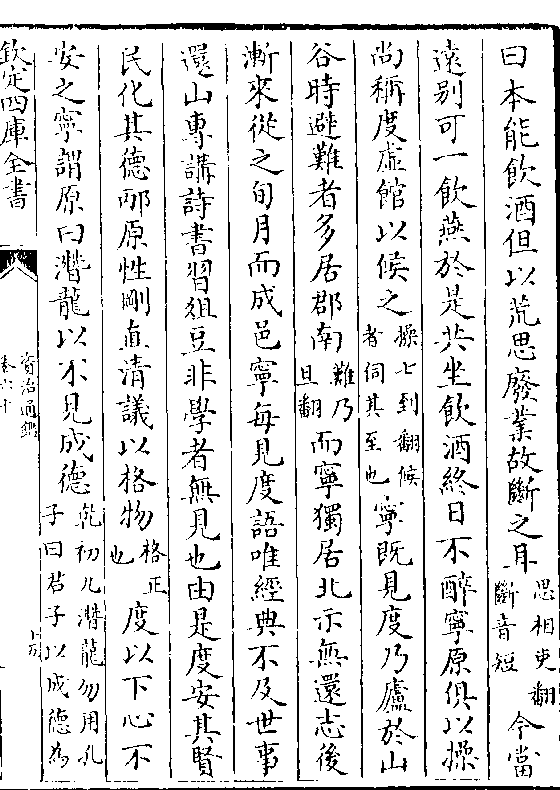 曰本能飲酒但以荒思廢業故斷之耳思相吏翻斷音短今當
遠别可一飲燕於是共坐飲酒終日不醉寧原俱以操
尚稱度虛館以候之操七到翻候者伺其至也寧既見度乃廬於山
谷時避難者多居郡南難乃旦翻而寧獨居北示無還志後
漸來從之旬月而成邑寧每見度語唯經典不及世事
還山專講詩書習俎豆非學者無見也由是度安其賢
民化其德邴原性剛直清議以格物格正也度以下心不
安之寧謂原曰潛龍以不見成德乾初九潛龍勿用孔子曰君子以成德為
欽定四庫全書
資治通鑑
卷六十